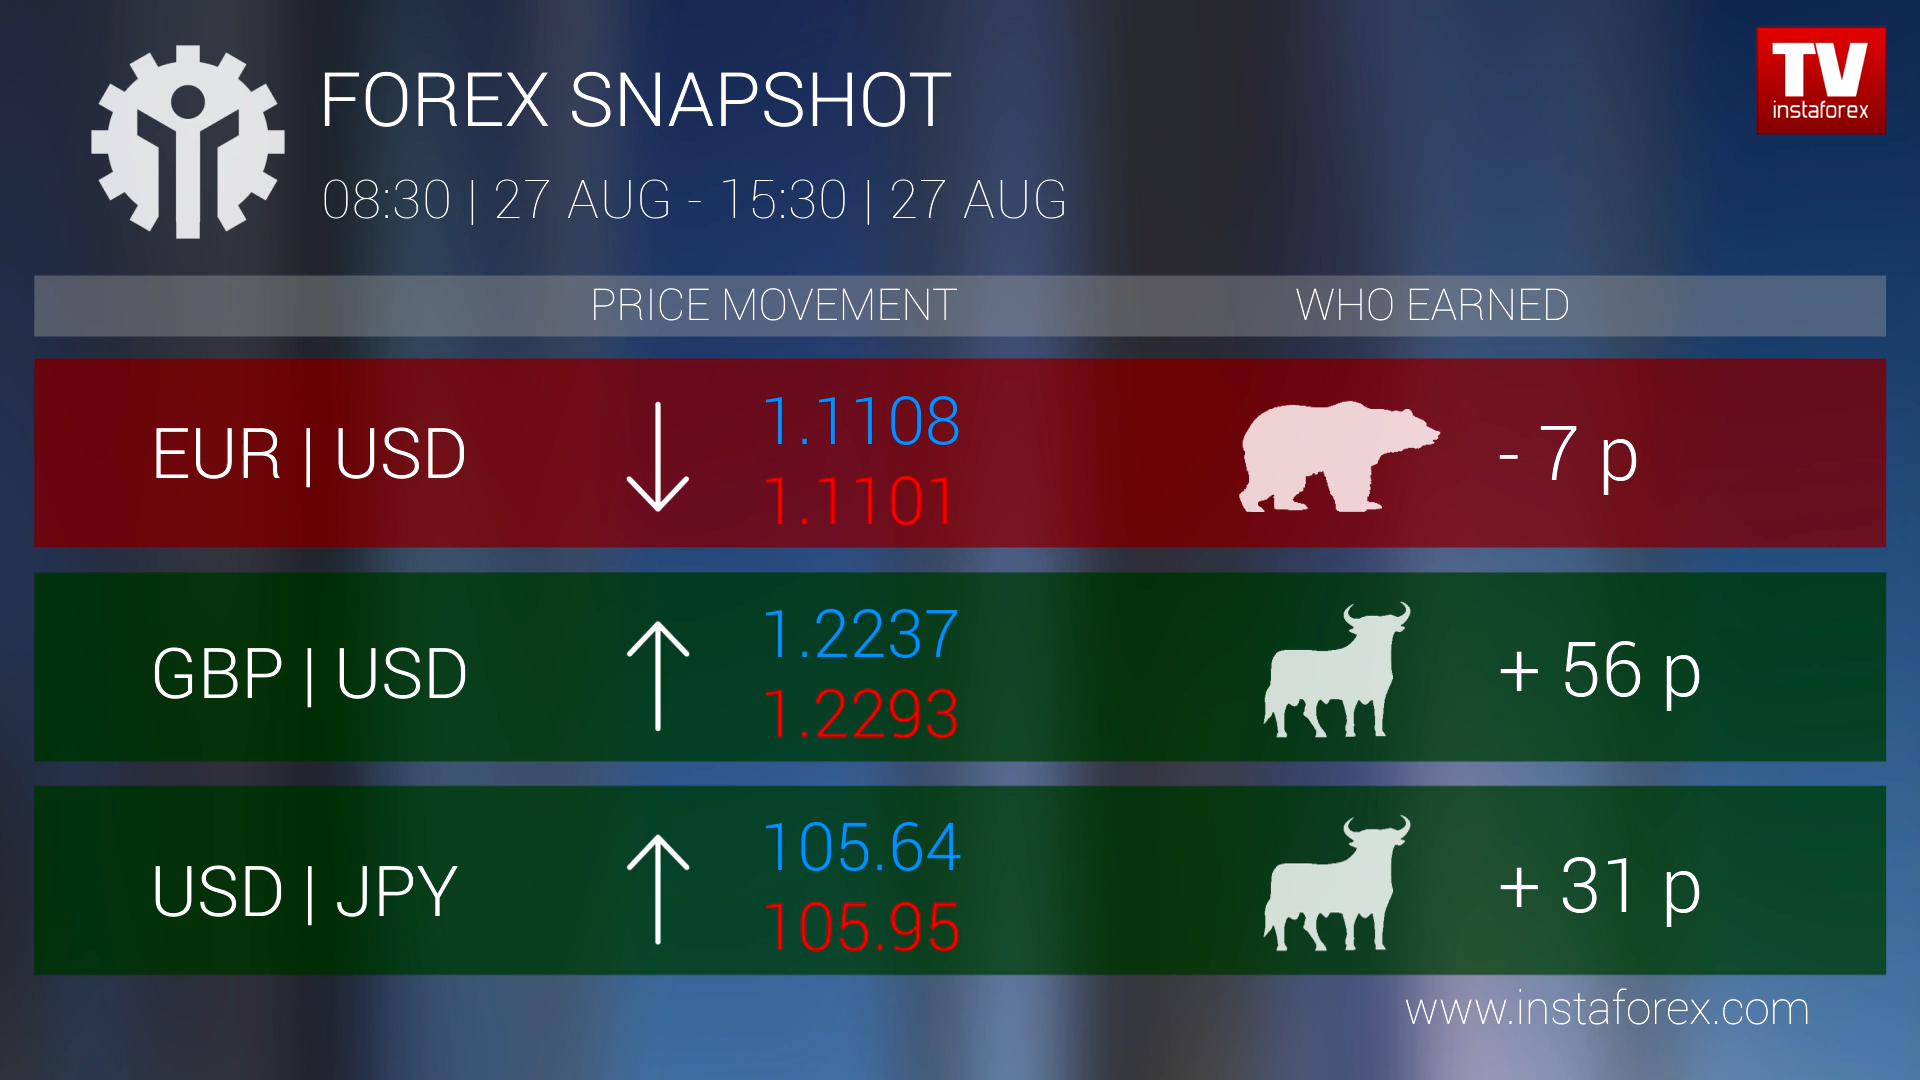 FOREX SNAPSHOT
TV
instaforex
08:30 | 27 AUG - 15:30 | 27 AUG
PRICE MOVEMENT WHO EARNED
EUR | USD 1.1108 1.1101 - 7 p
GBP | USD 1.2237 1.2293 + 56 p
USD | JPY 105.64 105.95 + 31 p
www.instaforex.com